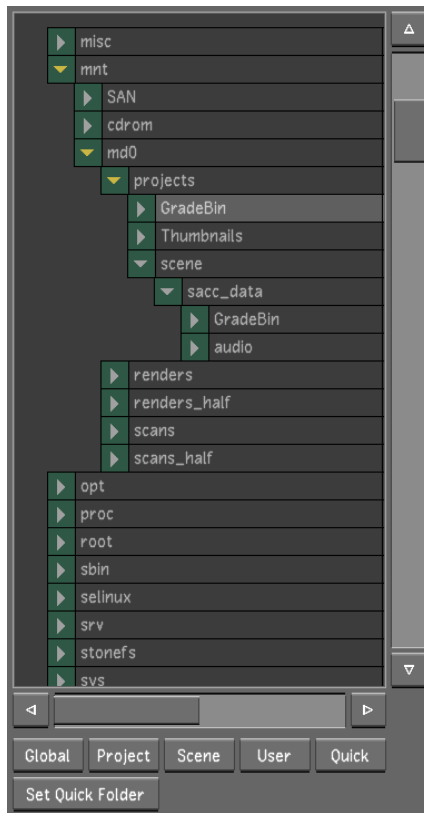 misc
mnt
SAN
cdrom
md0
projects
GradeBin
Thumbnails
scene
sacc_data
GradeBin
audio
renders
renders_half
scans
scans_half
opt
proc
root
sbin
selinux
srv
stonefs
sys
Global Project Scene User Quick
Set Quick Folder